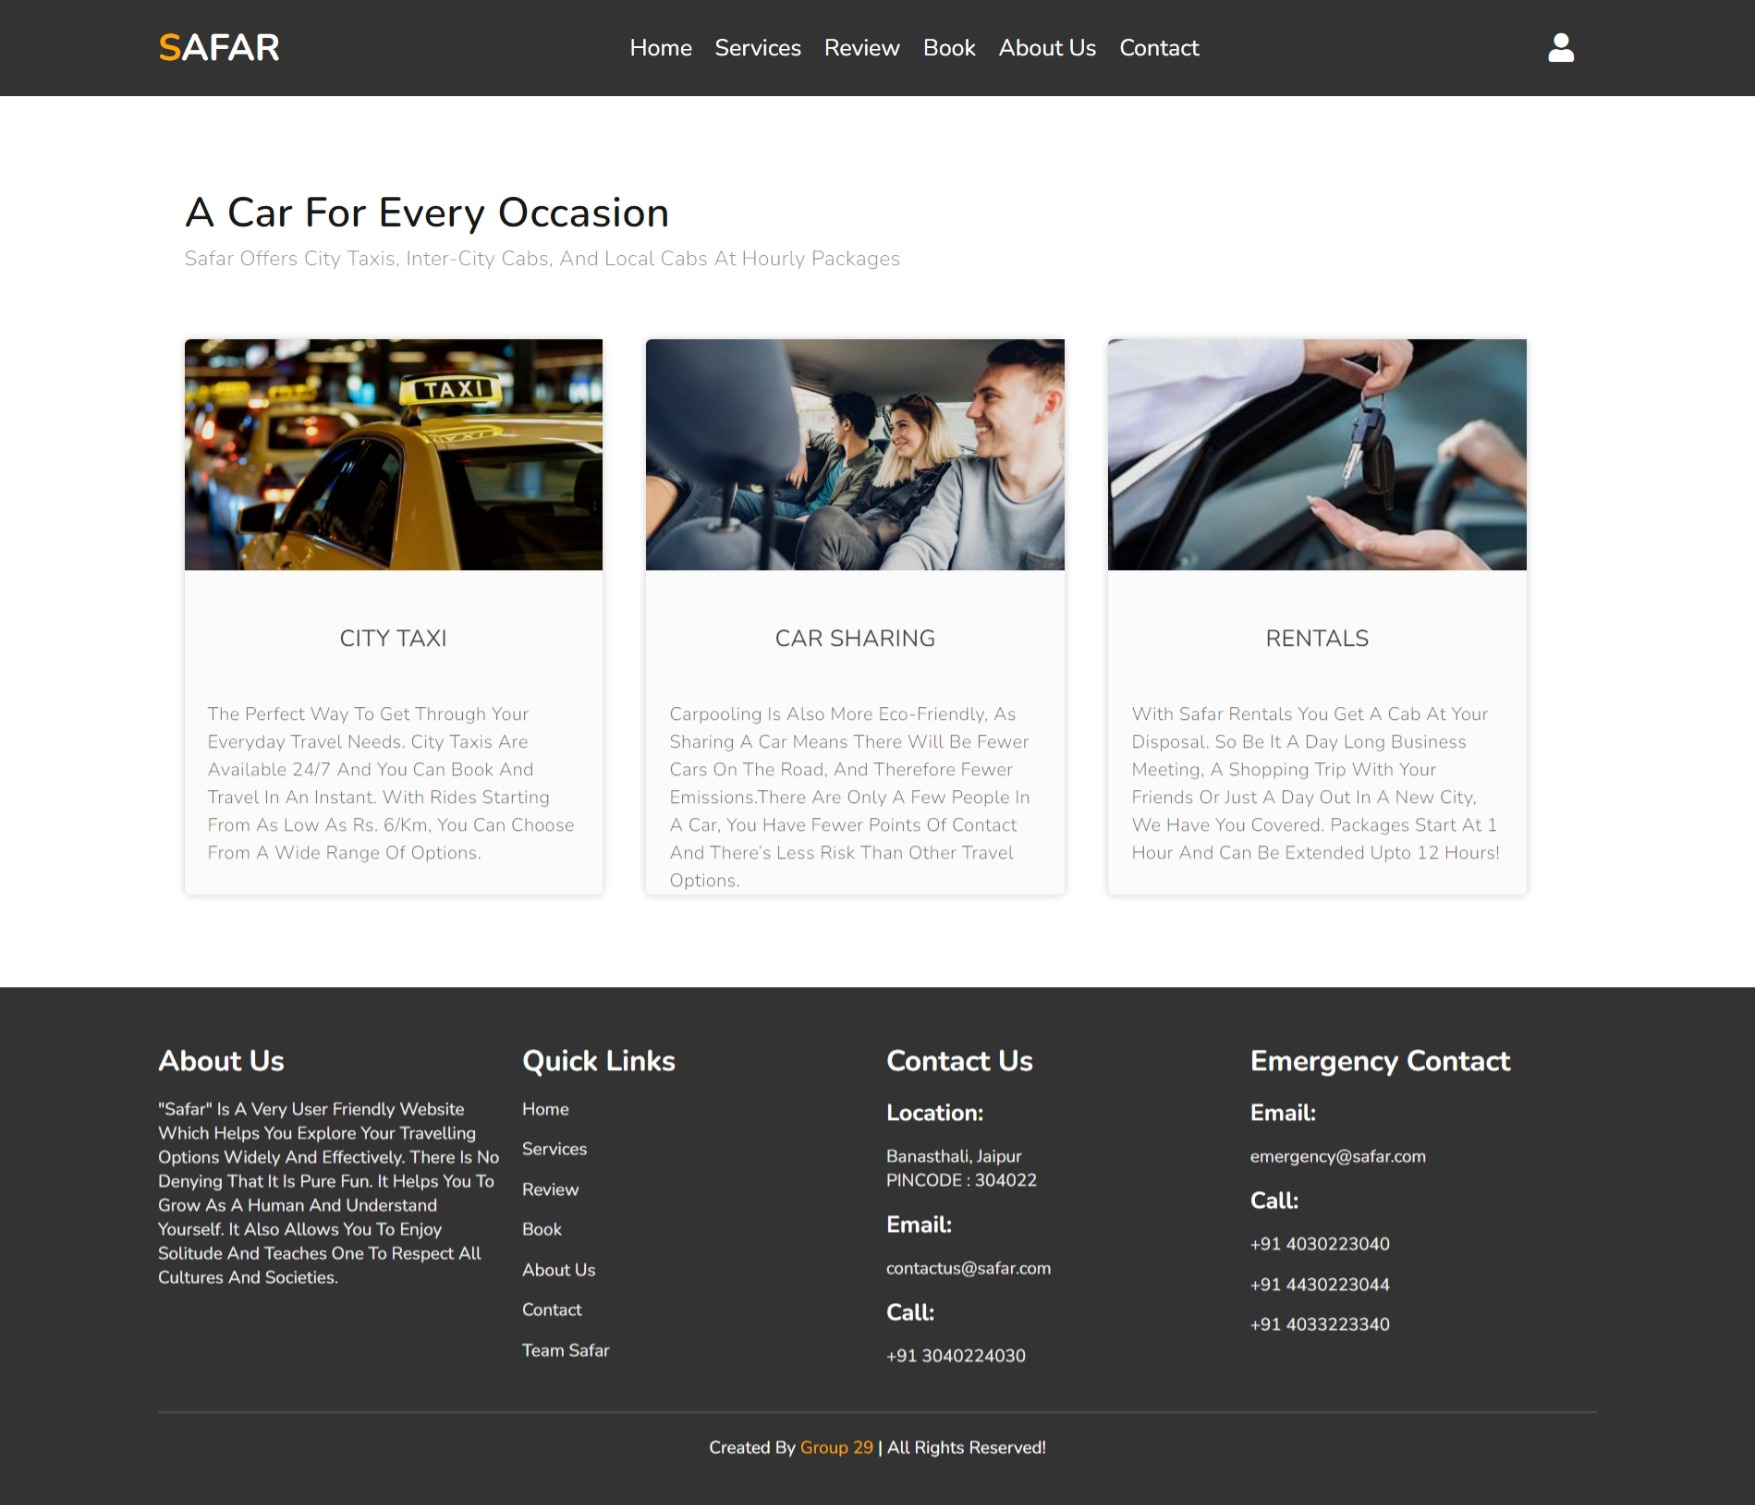 SAFAR
Home Services Review Book About Us Contact
A Car For Every Occasion
Safar Offers City Taxis, Inter-City Cabs, And Local Cabs At Hourly Packages
TAXI
CITY TAXI
The Perfect Way To Get Through Your
Everyday Travel Needs. City Taxis Are
Available 24/7 And You Can Book And
Travel In An Instant. With Rides Starting
From As Low As Rs. 6/Km, You Can Choose
From A Wide Range Of Options.
CAR SHARING
Carpooling Is Also More Eco-Friendly, As
Sharing A Car Means There Will Be Fewer
Cars On The Road, And Therefore Fewer
Emissions.There Are Only A Few People In
A Car, You Have Fewer Points Of Contact
And There's Less Risk Than Other Travel
Options.
RENTALS
With Safar Rentals You Get A Cab At Your
Disposal. So Be It A Day Long Business
Meeting, A Shopping Trip With Your
Friends Or Just A Day Out In A New City,
We Have You Covered. Packages Start At 1
Hour And Can Be Extended Upto 12 Hours!
About Us
"Safar" Is A Very User Friendly Website
Which Helps You Explore Your Travelling
Options Widely And Effectively. There Is No
Denying That It Is Pure Fun. It Helps You To
Grow As A Human And Understand
Yourself. It Also Allows You To Enjoy
Solitude And Teaches One To Respect All
Cultures And Societies.
Quick Links
Home
Services
Review
Book
About Us
Contact
Team Safar
Contact Us
Location:
Banasthali, Jaipur
PINCODE : 304022
Email:
contactus@safar.com
Call:
+91 3040224030
Emergency Contact
Email:
emergency@safar.com
Call:
+91 4030223040
+91 4430223044
+91 4033223340
Created By Group 29 | All Rights Reserved!